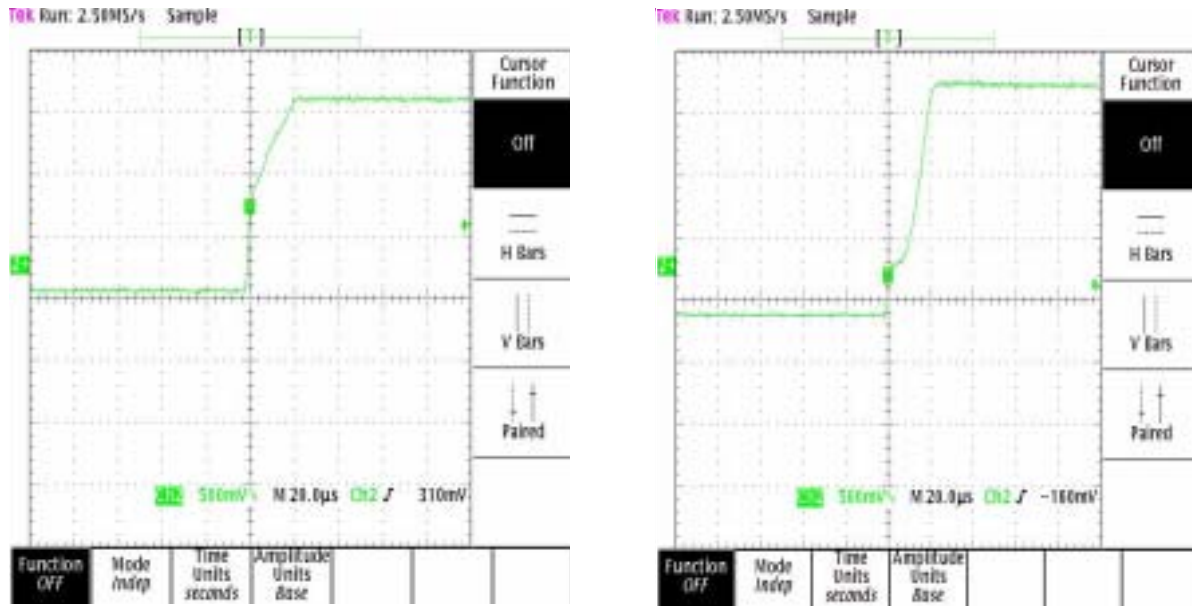 Tek Run: 2.50MS/s Sample
[T]
Cursor
Function
Off
H Bars
V Bars
Paired
500mV M 20.0µs Ch2 310mV
Function
OFF
Mode
Indep
Time
Units
seconds
Amplitude
Units
Base
Tek Run: 2.50MS/s Sample
[T]
Cursor
Function
Off
H Bars
V Bars
Paired
500mV M 20.0µs Ch2 -160mV
Function
OFF
Mode
Indep
Time
Units
seconds
Amplitude
Units
Base